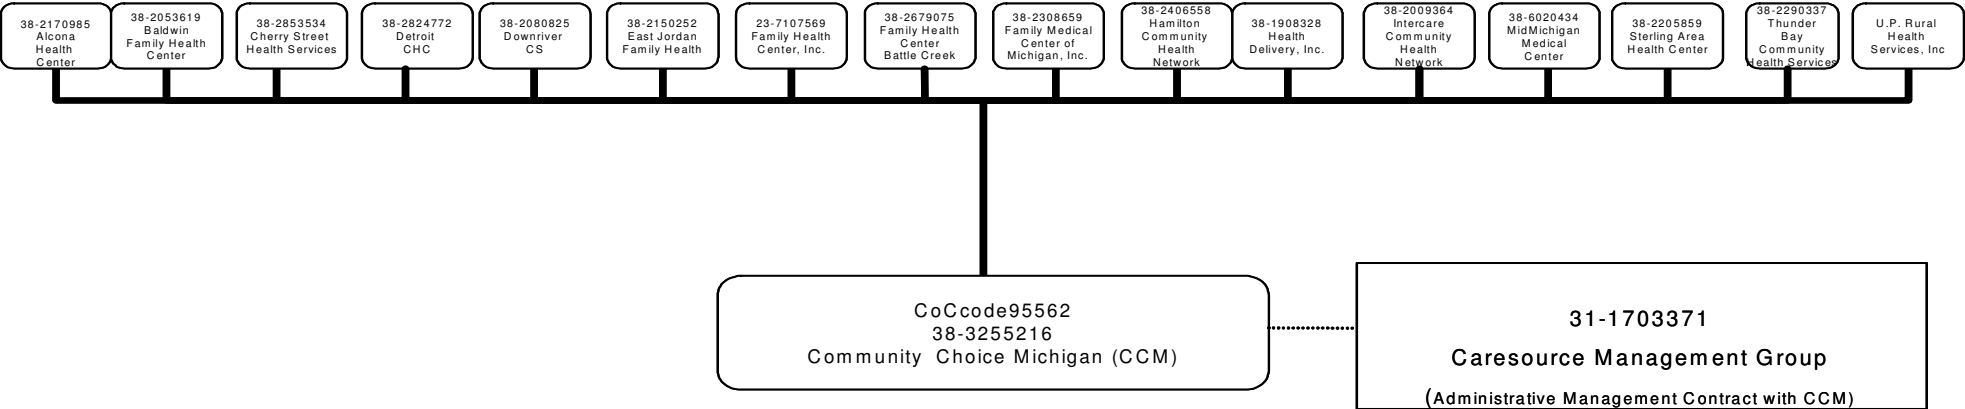 38-2170985
Alcona
Health
Center
38-2053619
Baldwin
Family Health
Center
38-2853534
Cherry Street
Health Services
38-2824772
Detroit
CHC
38-2080825
Downriver
CS
38-2150252
East Jordan
Family Health
23-7107569
Family Health
Center, Inc.
38-2679075
Family Health
Center
Battle Creek
38-2308659
Family Medical
Center of
Michigan, Inc.
38-2406558
Hamilton
Community
Health
Network
38-1908328
Health
Delivery, Inc.
38-2009364
Intercare
Community
Health
Network
38-6020434
MidMichigan
Medical
Center
38-2205859
Sterling Area
Health Center
38-2290337
Thunder
Bay
Community
Health Services
U.P. Rural
Health
Services, Inc
CoCcode95562
38-3255216
Community Choice Michigan (CCM)
31-1703371
Caresource Management Group
(Administrative Management Contract with CCM)